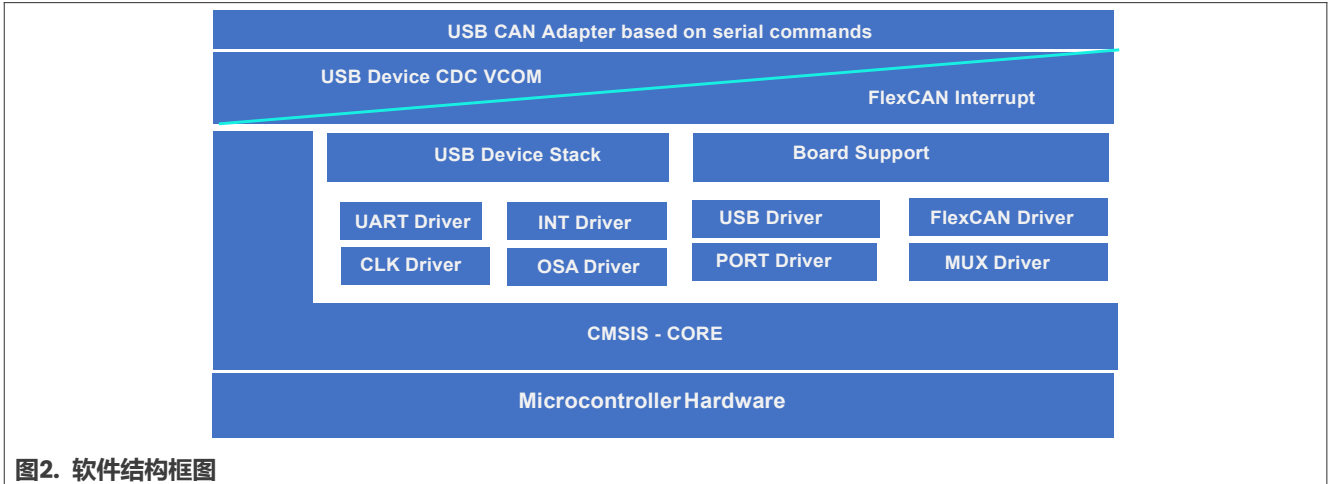 USB CAN Adapter based on serial commands
USB Device CDC VCOM
FlexCAN Interrupt
USB Device Stack
Board Support
UART Driver
INT Driver
USB Driver
FlexCAN Driver
CLK Driver
OSA Driver
PORT Driver
MUX Driver
CMSIS - CORE
Microcontroller Hardware
图2. 软件结构框图